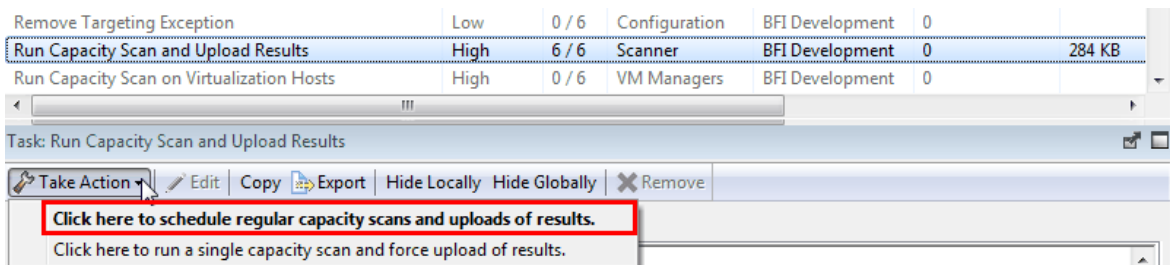 Remove Targeting Exception Low 0 / 6 Configuration BFI Development 0
Run Capacity Scan and Upload Results High 6 / 6 Scanner BFI Development 0 284 KB
Run Capacity Scan on Virtualization Hosts High 0 / 6 VM Managers BFI Development 0
Task: Run Capacity Scan and Upload Results
Take Action Edit Copy Export Hide Locally Hide Globally Remove
Click here to schedule regular capacity scans and uploads of results.
Click here to run a single capacity scan and force upload of results.